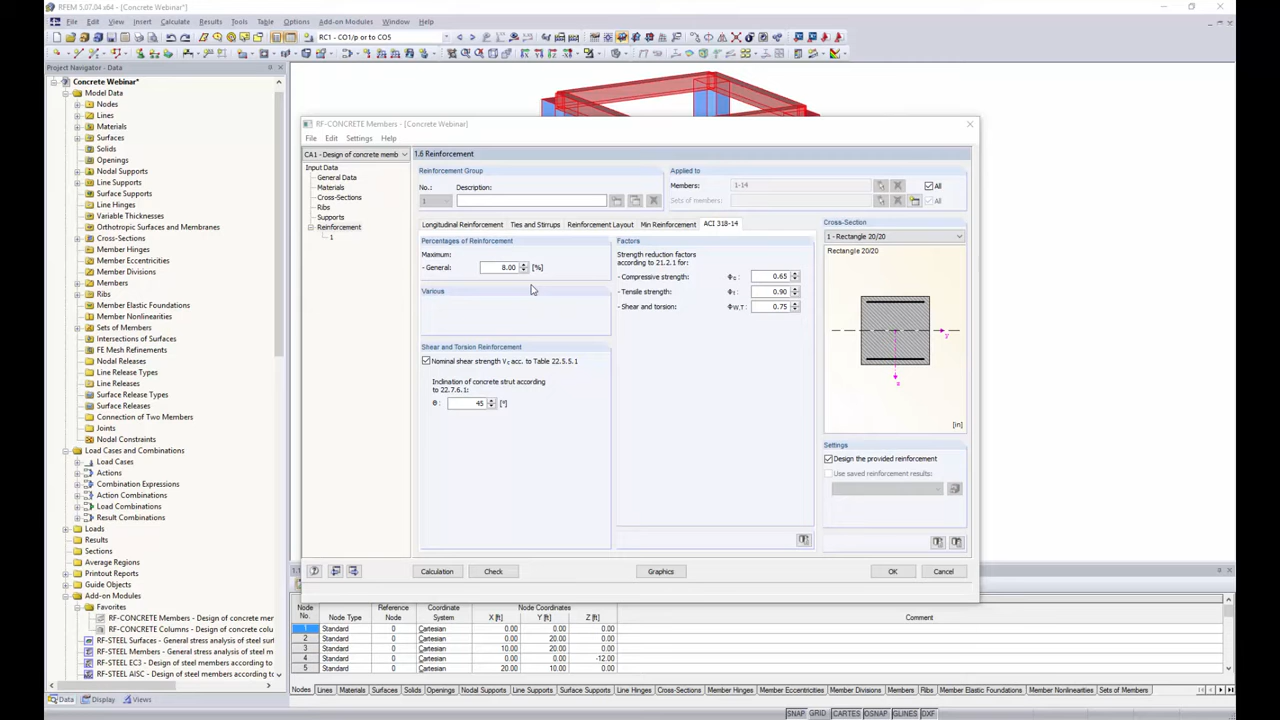 RFEM 5.07.04 x64 - [Concrete Webinar*]
File Edit View Insert Calculate Results Tools Table Options Add-on Modules Window Help
RC1 - CO1/p or to CO5
Project Navigator - Data
Concrete Webinar*
Model Data
Nodes
Lines
Materials
Surfaces
Solids
Openings
Nodal Supports
Line Supports
Surface Supports
Line Hinges
Variable Thicknesses
Orthotropic Surfaces and Membranes
Cross-Sections
Member Hinges
Member Eccentricities
Member Divisions
Members
Ribs
Member Elastic Foundations
Member Nonlinearities
Sets of Members
Intersections of Surfaces
FE Mesh Refinements
Nodal Releases
Line Release Types
Line Releases
Surface Release Types
Surface Releases
Connection of Two Members
Joints
Nodal Constraints
Load Cases and Combinations
Load Cases
Actions
Combination Expressions
Action Combinations
Load Combinations
Result Combinations
Loads
Results
Sections
Average Regions
Printout Reports
Guide Objects
Add-on Modules
Favorites
RF-CONCRETE Members - Design of concrete mem
RF-CONCRETE Columns - Design of concrete colu
RF-STEEL Surfaces - General stress analysis of steel surf
RF-STEEL Members - General stress analysis of steel m
RF-STEEL EC3 - Design of steel members according to
RF-STEEL AISC - Design of steel members according to
Data Display Views
RF-CONCRETE Members - [Concrete Webinar]
File Edit Settings Help
CA1 - Design of concrete memb
Input Data
General Data
Materials
Cross-Sections
Ribs
Supports
Reinforcement
1
1.6 Reinforcement
Reinforcement Group
No.: Description:
1
Applied to
Members: 1-14 All
Sets of members: All
Longitudinal Reinforcement Ties and Stirrups Reinforcement Layout Min Reinforcement ACI 318-14
Percentages of Reinforcement
Maximum:
- General: 8.00 [%]
Various
Shear and Torsion Reinforcement
Nominal shear strength Vc acc. to Table 22.5.5.1
Inclination of concrete strut according
to 22.7.6.1:
Θ : 45 [°]
Factors
Strength reduction factors
according to 21.2.1 for:
- Compressive strength: Φc : 0.65
- Tensile strength: Φt : 0.90
- Shear and torsion: ΦW,T : 0.75
Cross-Section
1 - Rectangle 20/20
Rectangle 20/20
y
z
[in]
Settings
Design the provided reinforcement
Use saved reinforcement results:
Calculation Check Graphics OK Cancel
Node No. Node Type Reference Node Coordinate System Node Coordinates X [ft] Y [ft] Z [ft] Comment
1 Standard 0 Cartesian 0.00 0.00 0.00
2 Standard 0 Cartesian 0.00 20.00 0.00
3 Standard 0 Cartesian 10.00 20.00 0.00
4 Standard 0 Cartesian 0.00 0.00 -12.00
5 Standard 0 Cartesian 20.00 10.00 0.00
Nodes Lines Materials Surfaces Solids Openings Nodal Supports Line Supports Surface Supports Line Hinges Cross-Sections Member Hinges Member Eccentricities Member Divisions Members Ribs Member Elastic Foundations Member Nonlinearities Sets of Members
SNAP GRID CARTES OSNAP GLINES DXF